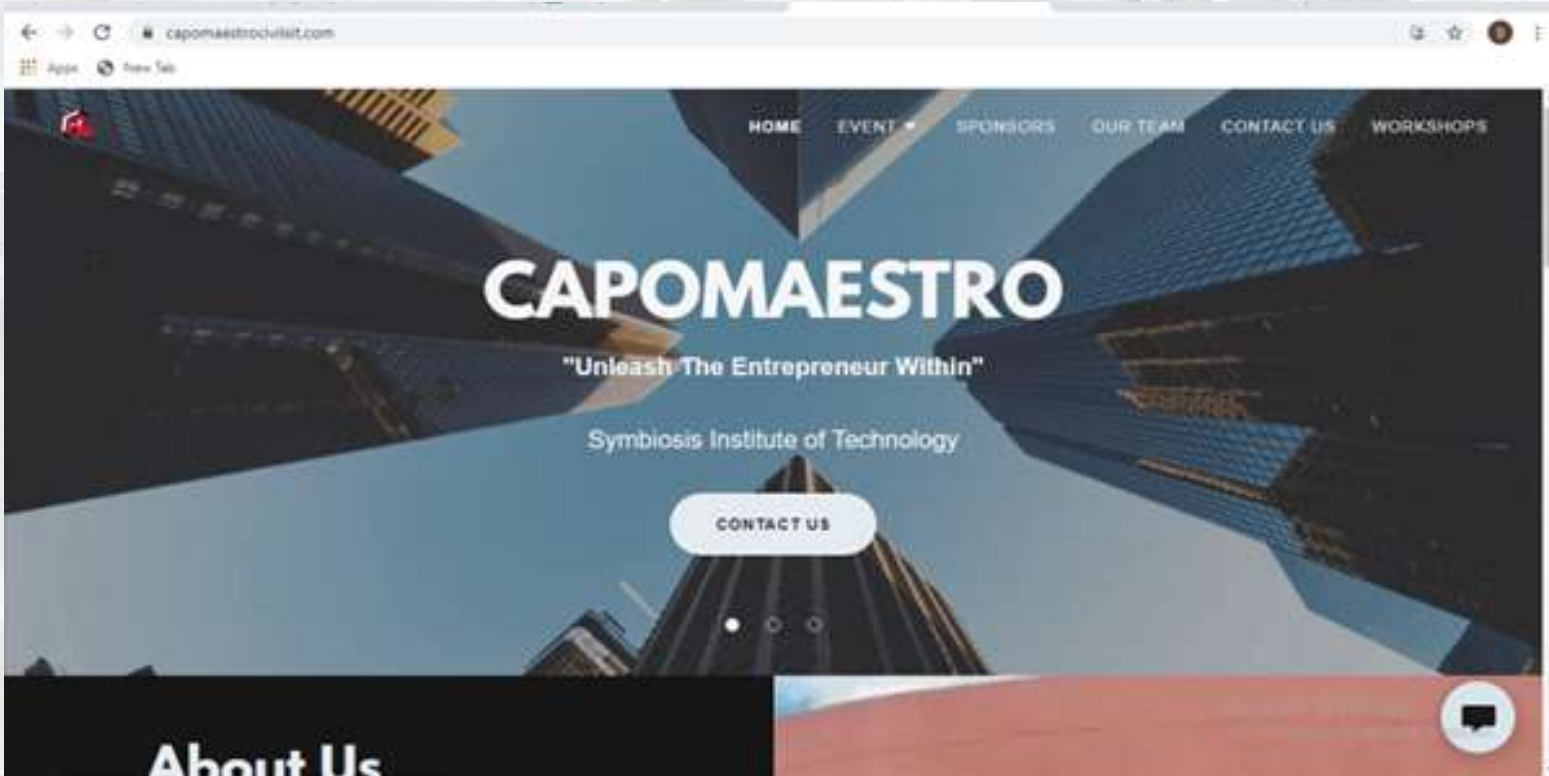 capomaestrocivilsit.com
Apps New Tab
HOME EVENT SPONSORS OUR TEAM CONTACT US WORKSHOPS
CAPOMAESTRO
"Unleash The Entrepreneur Within"
Symbiosis Institute of Technology
CONTACT US
About Us